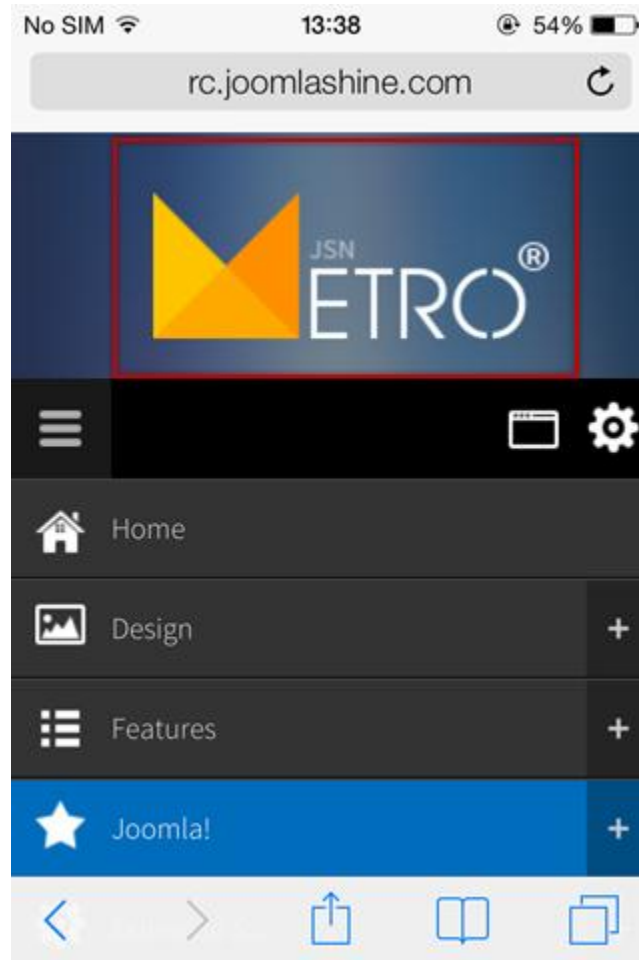 No SIM 13:38 54%
rc.joomlashine.com
JSN
ETRO®
Home
Design +
Features +
Joomla! +